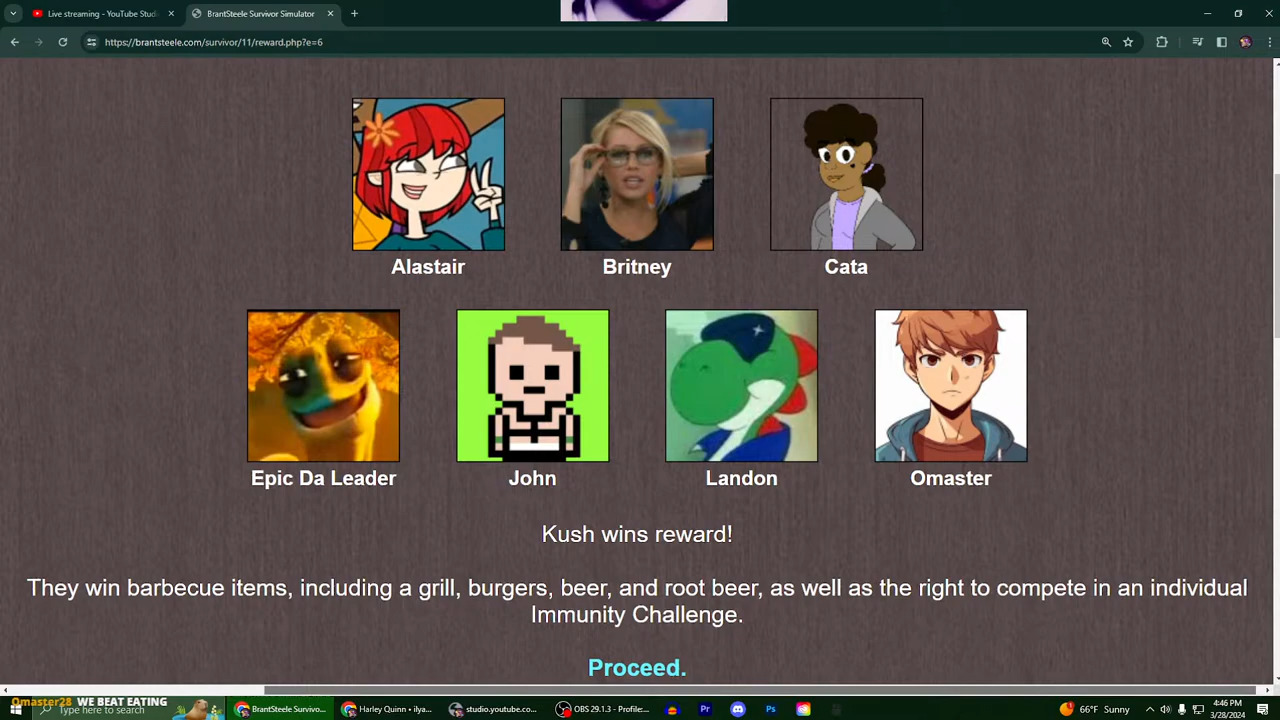 Live streaming - YouTube Stud
BrantSteele Survivor Simulator
https://brantsteele.com/survivor/11/reward.php?e=6
Alastair
Britney
Cata
Epic Da Leader
John
Landon
Omaster
Kush wins reward!
They win barbecue items, including a grill, burgers, beer, and root beer, as well as the right to compete in an individual
Immunity Challenge.
Proceed.
Omaster28 WE BEAT EATING
Type here to search
BrantSteele Survivo...
Harley Quinn • ilya...
studio.youtube.co...
OBS 29.1.3 - Profile:...
Pr
Ps
66°F Sunny
4:46 PM
3/28/2024